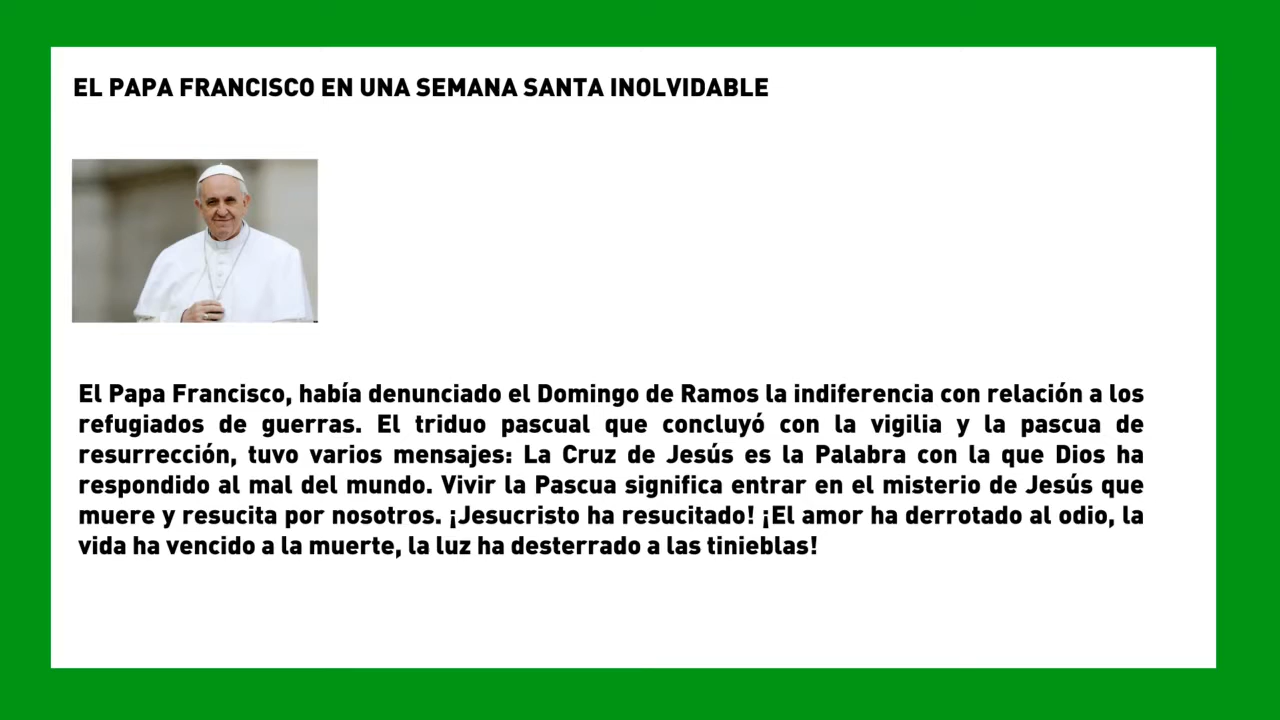 EL PAPA FRANCISCO EN UNA SEMANA SANTA INOLVIDABLE
El Papa Francisco, había denunciado el Domingo de Ramos la indiferencia con relación a los
refugiados de guerras. El triduo pascual que concluyó con la vigilia y la pascua de
resurrección, tuvo varios mensajes: La Cruz de Jesús es la Palabra con la que Dios ha
respondido al mal del mundo. Vivir la Pascua significa entrar en el misterio de Jesús que
muere y resucita por nosotros. ¡Jesucristo ha resucitado! ¡El amor ha derrotado al odio, la
vida ha vencido a la muerte, la luz ha desterrado a las tinieblas!